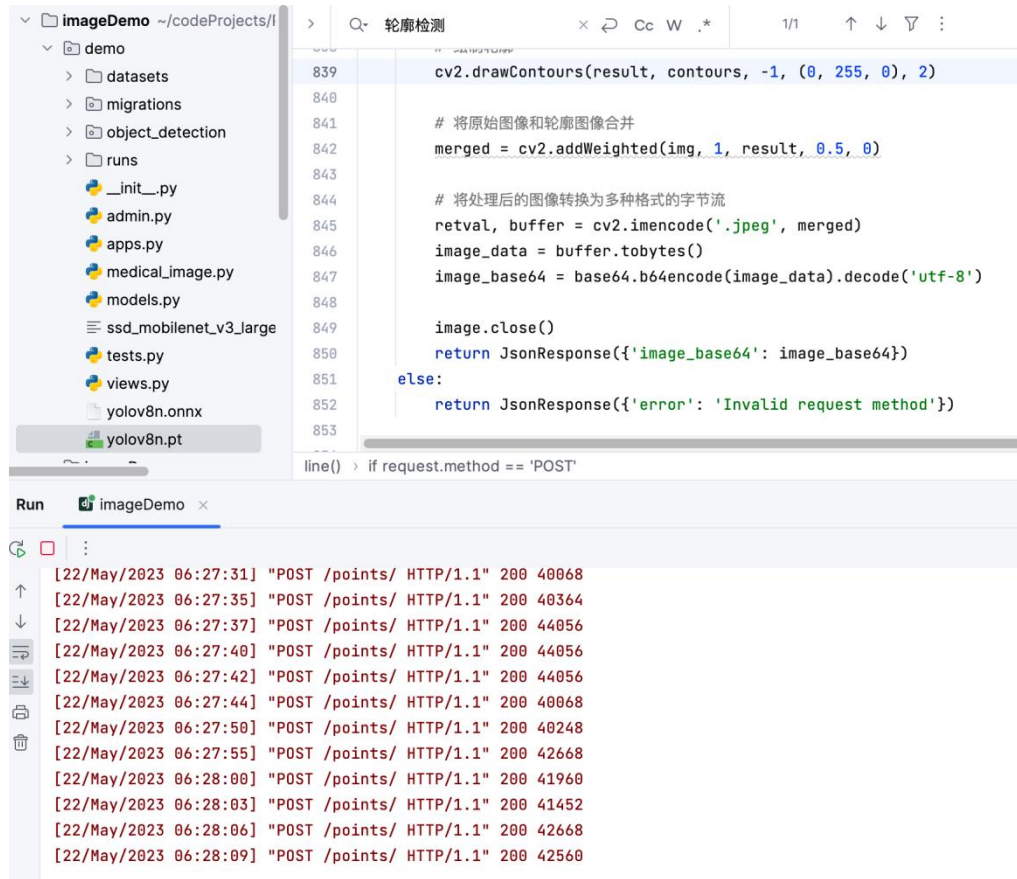 imageDemo ~/codeProjects/
demo
datasets
migrations
object_detection
runs
__init__.py
admin.py
apps.py
medical_image.py
models.py
ssd_mobilenet_v3_large
tests.py
views.py
yolov8n.onnx
yolov8n.pt
轮廓检测
Cc W .* 1/1
# 绘制轮廓
839 cv2.drawContours(result, contours, -1, (0, 255, 0), 2)
840
841 # 将原始图像和轮廓图像合并
842 merged = cv2.addWeighted(img, 1, result, 0.5, 0)
843
844 # 将处理后的图像转换为多种格式的字节流
845 retval, buffer = cv2.imencode('.jpeg', merged)
846 image_data = buffer.tobytes()
847 image_base64 = base64.b64encode(image_data).decode('utf-8')
848
849 image.close()
850 return JsonResponse({'image_base64': image_base64})
851 else:
852 return JsonResponse({'error': 'Invalid request method'})
853
line() › if request.method == 'POST'
Run imageDemo
[22/May/2023 06:27:31] "POST /points/ HTTP/1.1" 200 40068
[22/May/2023 06:27:35] "POST /points/ HTTP/1.1" 200 40364
[22/May/2023 06:27:37] "POST /points/ HTTP/1.1" 200 44056
[22/May/2023 06:27:40] "POST /points/ HTTP/1.1" 200 44056
[22/May/2023 06:27:42] "POST /points/ HTTP/1.1" 200 44056
[22/May/2023 06:27:44] "POST /points/ HTTP/1.1" 200 40068
[22/May/2023 06:27:50] "POST /points/ HTTP/1.1" 200 40248
[22/May/2023 06:27:55] "POST /points/ HTTP/1.1" 200 42668
[22/May/2023 06:28:00] "POST /points/ HTTP/1.1" 200 41960
[22/May/2023 06:28:03] "POST /points/ HTTP/1.1" 200 41452
[22/May/2023 06:28:06] "POST /points/ HTTP/1.1" 200 42668
[22/May/2023 06:28:09] "POST /points/ HTTP/1.1" 200 42560